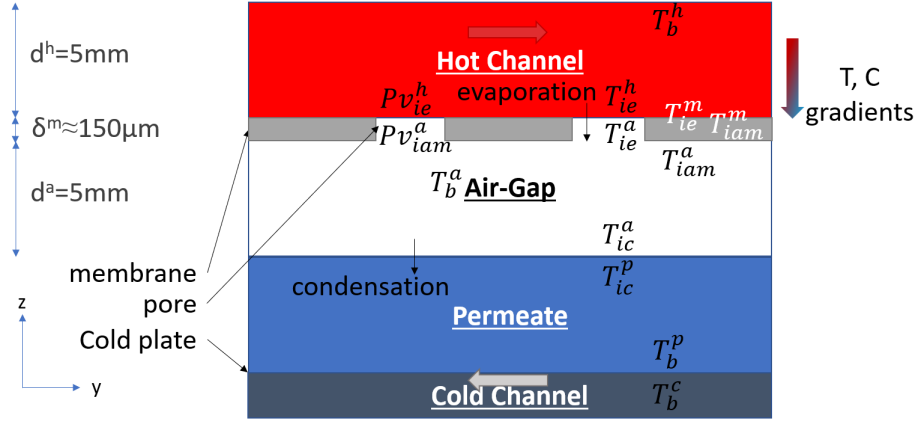 T_b^h
d^h=5mm
Hot Channel
T, C
gradients
Pv_ie^h
evaporation
T_ie^h
T_ie^m
T_iam^m
δ^m≈150μm
Pv_iam^a
T_ie^a
T_iam^a
d^a=5mm
T_b^a
Air-Gap
T_ic^a
membrane
T_ic^p
condensation
pore
z
Permeate
Cold plate
T_b^p
y
Cold Channel
T_b^c